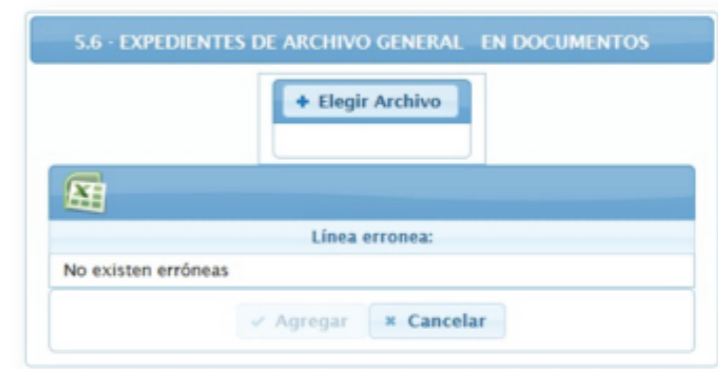 5.6 - EXPEDIENTES DE ARCHIVO GENERAL EN DOCUMENTOS
+ Elegir Archivo
Línea erronea:
No existen erróneas
Agregar
Cancelar